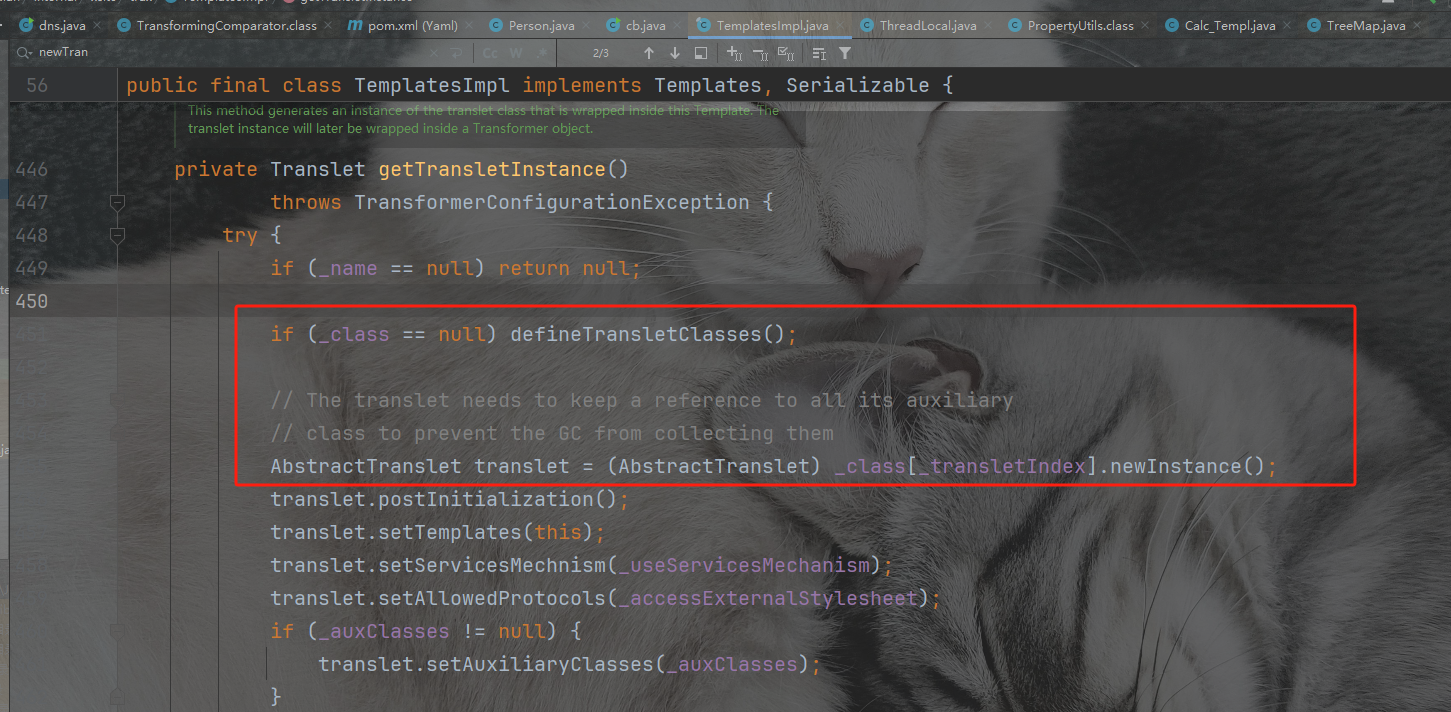 dns.java TransformingComparator.class pom.xml (Yaml) Person.java cb.java TemplatesImpl.java ThreadLocal.java PropertyUtils.class Calc_Templ.java TreeMap.java
newTran Cc W .* 2/3
56 public final class TemplatesImpl implements Templates, Serializable {
This method generates an instance of the translet class that is wrapped inside this Template. The
translet instance will later be wrapped inside a Transformer object.
446 private Translet getTransletInstance()
447 throws TransformerConfigurationException {
448 try {
449 if (_name == null) return null;
450
if (_class == null) defineTransletClasses();
// The translet needs to keep a reference to all its auxiliary
// class to prevent the GC from collecting them
AbstractTranslet translet = (AbstractTranslet) _class[_transletIndex].newInstance();
translet.postInitialization();
translet.setTemplates(this);
translet.setServicesMechnism(_useServicesMechanism);
translet.setAllowedProtocols(_accessExternalStylesheet);
if (_auxClasses != null) {
translet.setAuxiliaryClasses(_auxClasses);
}